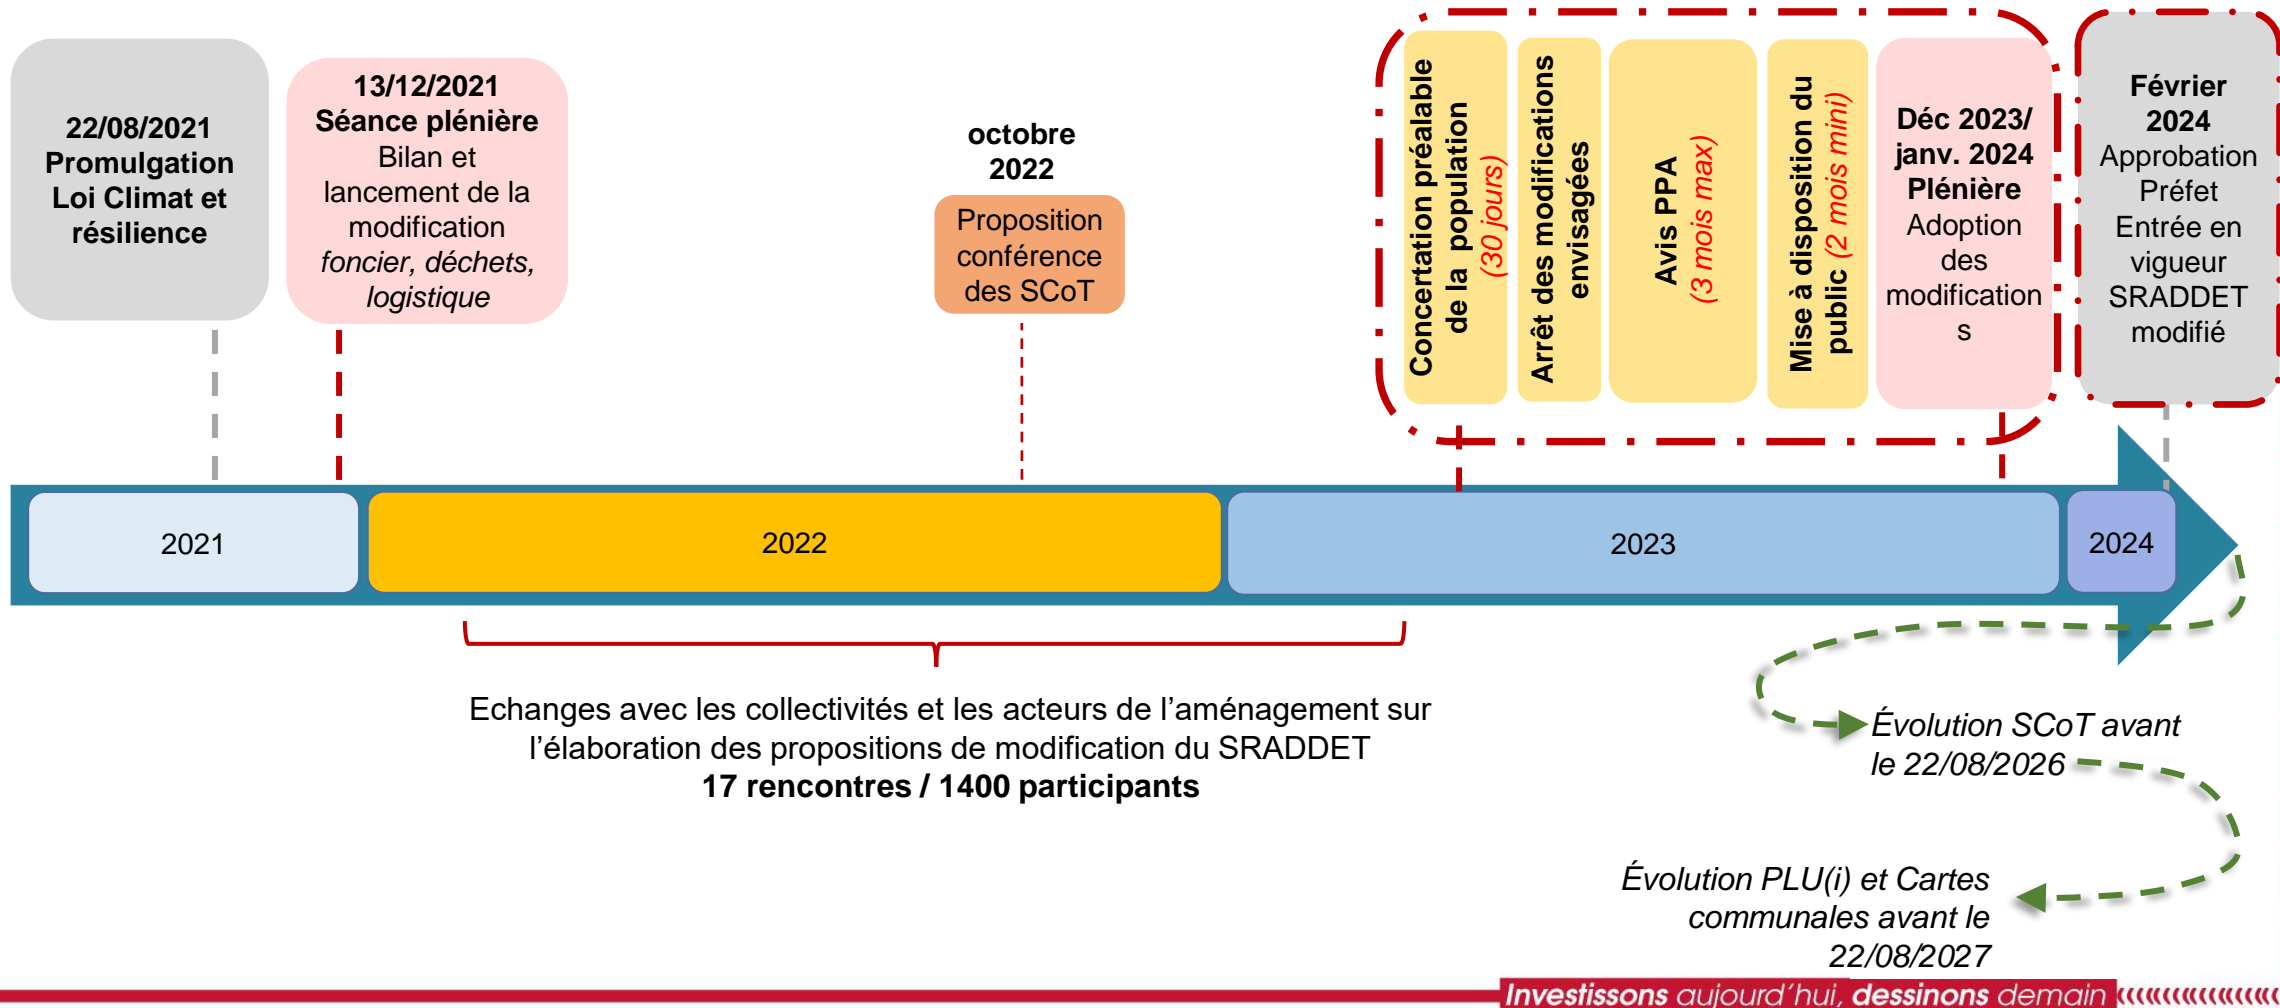 22/08/2021
Promulgation
Loi Climat et
résilience
13/12/2021
Séance plénière
Bilan et
lancement de la
modification
foncier, déchets,
logistique
octobre
2022
Proposition
conférence
des SCoT
Concertation préalable
de la population
(30 jours)
Arrêt des modifications
envisagées
Avis PPA
(3 mois max)
Mise à disposition du
public (2 mois mini)
Déc 2023/
janv. 2024
Plénière
Adoption
des
modification
s
Février
2024
Approbation
Préfet
Entrée en
vigueur
SRADDET
modifié
2021
2022
2023
2024
Echanges avec les collectivités et les acteurs de l'aménagement sur
l'élaboration des propositions de modification du SRADDET
17 rencontres / 1400 participants
Évolution SCoT avant
le 22/08/2026
Évolution PLU(i) et Cartes
communales avant le
22/08/2027
Investissons aujourd'hui, dessinons demain